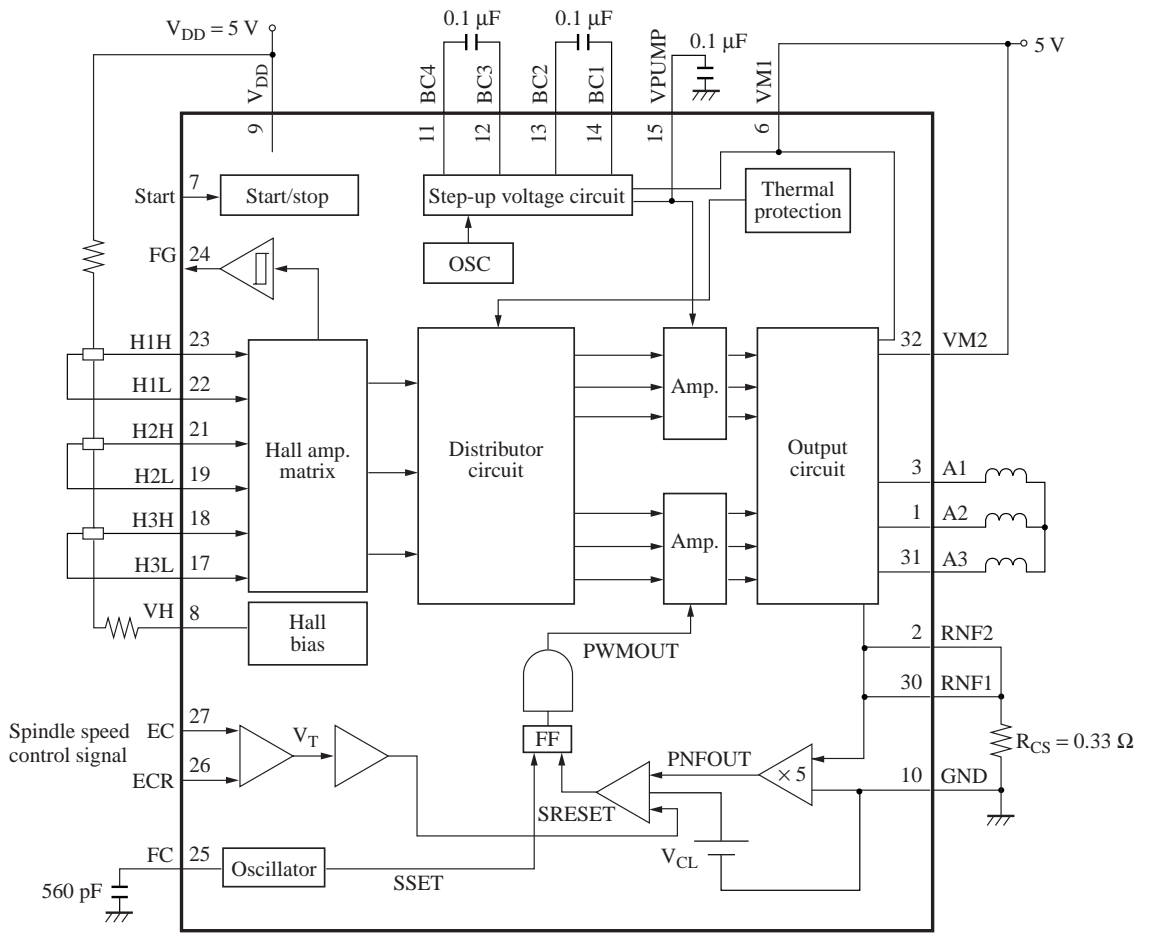 V_DD = 5 V
0.1 µF
0.1 µF
0.1 µF
5 V
V_DD
BC4
BC3
BC2
BC1
VPUMP
VM1
9
11
12
13
14
15
6
Start
7
Start/stop
Step-up voltage circuit
Thermal
protection
FG
24
OSC
H1H
23
H1L
22
H2H
21
H2L
19
H3H
18
H3L
17
VH
8
Hall amp.
matrix
Distributor
circuit
Amp.
Amp.
Output
circuit
32
VM2
3
A1
1
A2
31
A3
Hall
bias
PWMOUT
2
RNF2
30
RNF1
R_CS = 0.33 Ω
10
GND
Spindle speed
control signal
EC
27
ECR
26
V_T
FF
PNFOUT
× 5
SRESET
V_CL
FC
25
Oscillator
SSET
560 pF